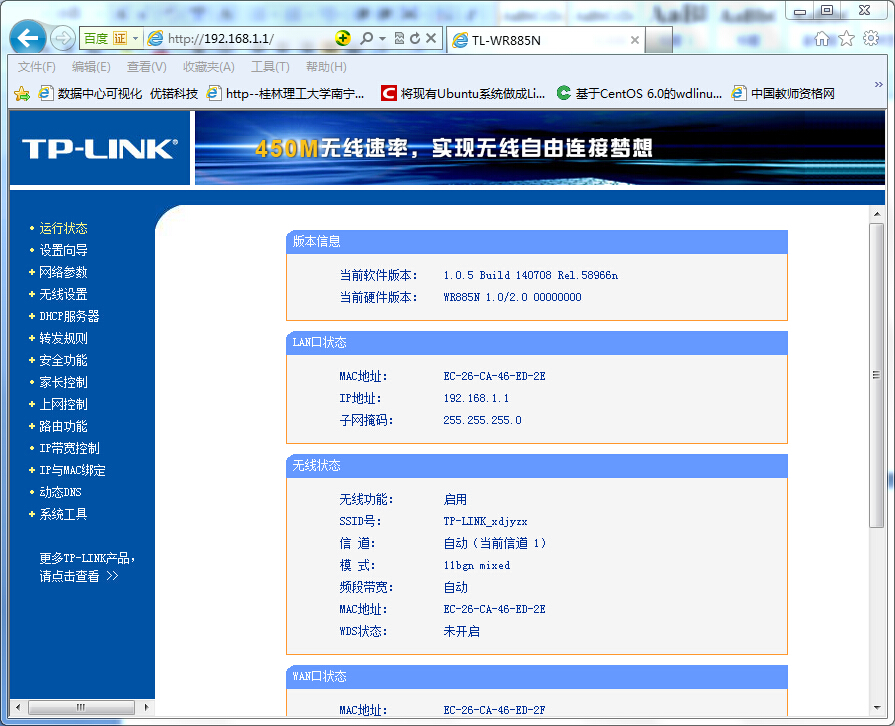 百度 证 http://192.168.1.1/ TL-WR885N
文件(F) 编辑(E) 查看(V) 收藏夹(A) 工具(T) 帮助(H)
数据中心可视化 优锘科技 http--桂林理工大学南宁... 将现有Ubuntu系统做成Li... 基于CentOS 6.0的wdlinu... 中国教师资格网 »
TP-LINK®
450M无线速率，实现无线自由连接梦想
运行状态
设置向导
网络参数
无线设置
DHCP服务器
转发规则
安全功能
家长控制
上网控制
路由功能
IP带宽控制
IP与MAC绑定
动态DNS
系统工具
更多TP-LINK产品，
请点击查看 >>
版本信息
当前软件版本： 1.0.5 Build 140708 Rel.58966n
当前硬件版本： WR885N 1.0/2.0 00000000
LAN口状态
MAC地址： EC-26-CA-46-ED-2E
IP地址： 192.168.1.1
子网掩码： 255.255.255.0
无线状态
无线功能： 启用
SSID号： TP-LINK_xdjyzx
信 道： 自动（当前信道 1）
模 式： 11bgn mixed
频段带宽： 自动
MAC地址： EC-26-CA-46-ED-2E
WDS状态： 未开启
WAN口状态
MAC地址： EC-26-CA-46-ED-2F